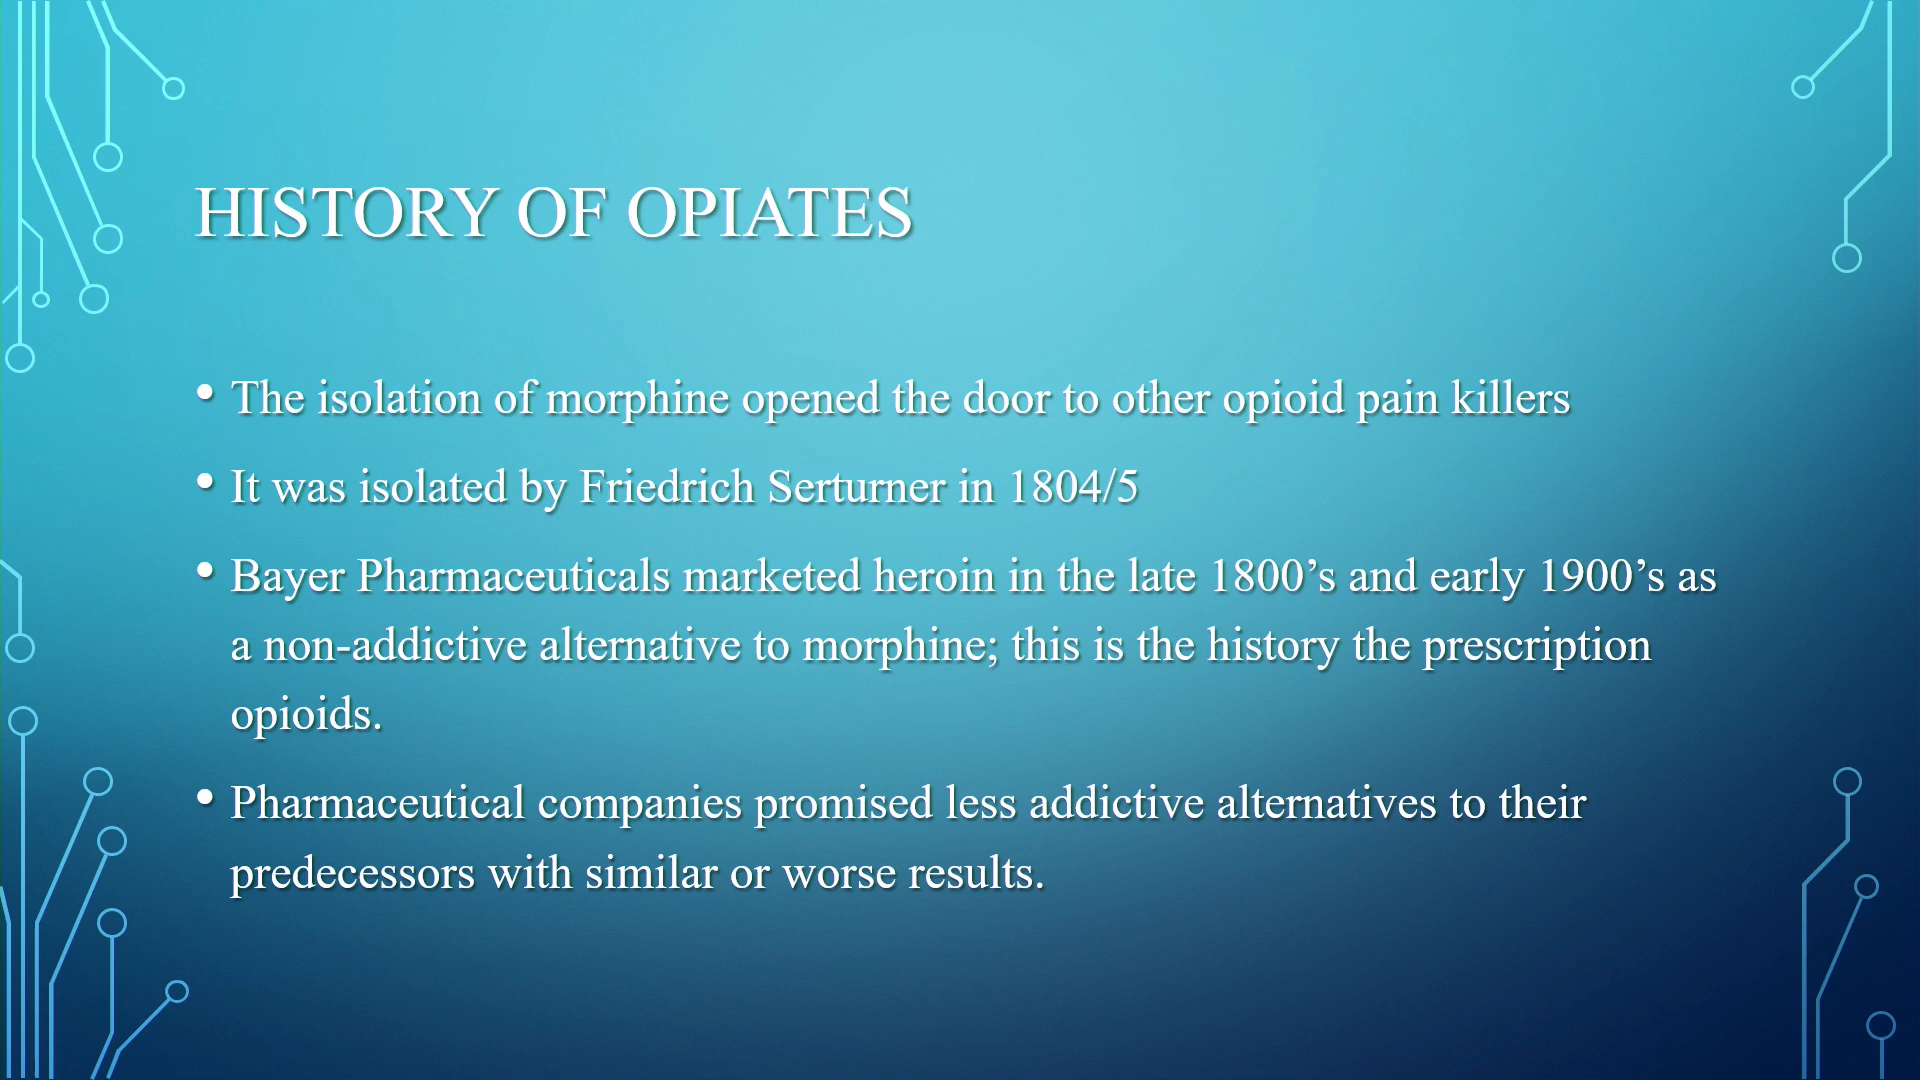 HISTORY OF OPIATES
• The isolation of morphine opened the door to other opioid pain killers
• It was isolated by Friedrich Serturner in 1804/5
• Bayer Pharmaceuticals marketed heroin in the late 1800’s and early 1900’s as
a non-addictive alternative to morphine; this is the history the prescription
opioids.
• Pharmaceutical companies promised less addictive alternatives to their
predecessors with similar or worse results.